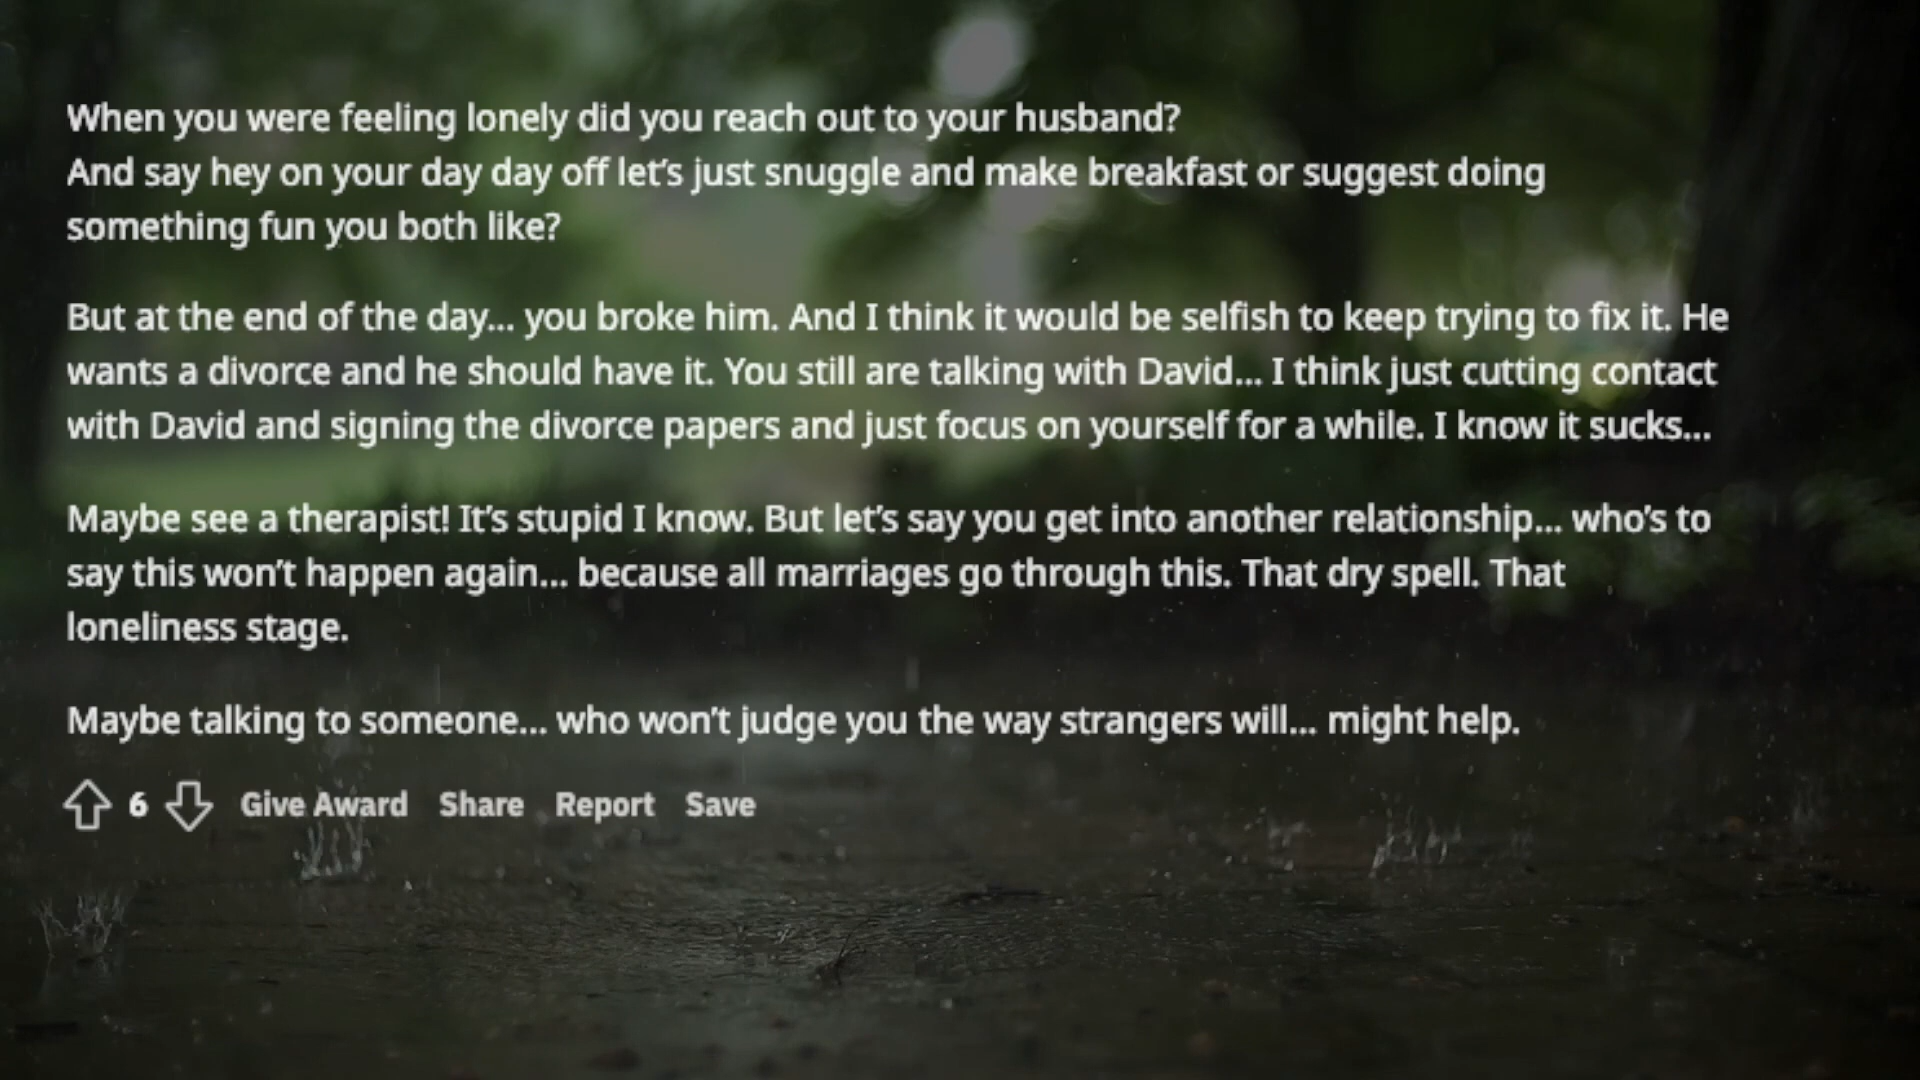 When you were feeling lonely did you reach out to your husband?
And say hey on your day day off let's just snuggle and make breakfast or suggest doing
something fun you both like?
But at the end of the day... you broke him. And I think it would be selfish to keep trying to fix it. He
wants a divorce and he should have it. You still are talking with David... I think just cutting contact
with David and signing the divorce papers and just focus on yourself for a while. I know it sucks...
Maybe see a therapist! It's stupid I know. But let's say you get into another relationship... who's to
say this won't happen again... because all marriages go through this. That dry spell. That
loneliness stage.
Maybe talking to someone... who won't judge you the way strangers will... might help.
6 Give Award Share Report Save